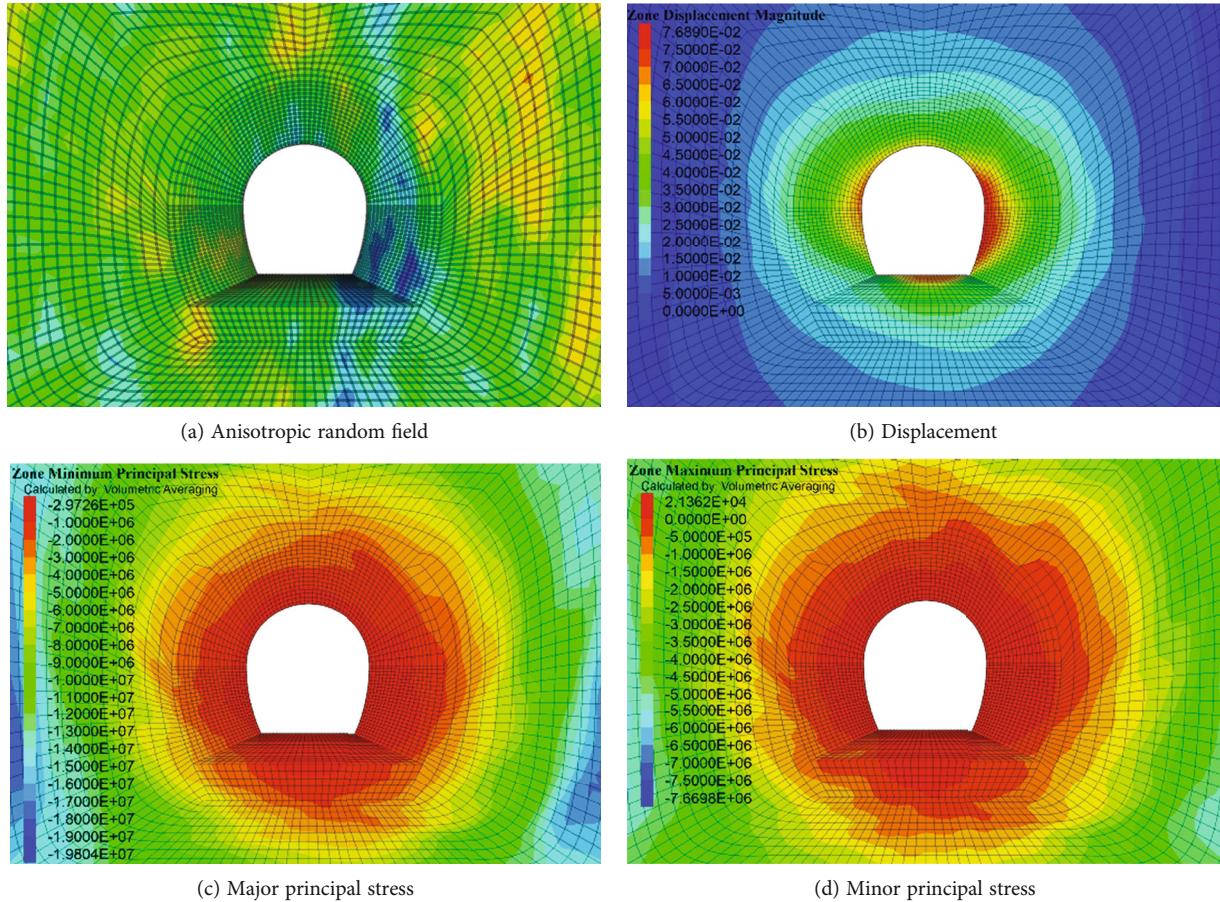 (a) Anisotropic random field
Zone Displacement Magnitude
7.6890E-02
7.5000E-02
7.0000E-02
6.5000E-02
6.0000E-02
5.5000E-02
5.0000E-02
4.5000E-02
4.0000E-02
3.5000E-02
3.0000E-02
2.5000E-02
2.0000E-02
1.5000E-02
1.0000E-02
5.0000E-03
0.0000E+00
(b) Displacement
Zone Minimum Principal Stress
Calculated by: Volumetric Averaging
-2.9726E+05
-1.0000E+06
-2.0000E+06
-3.0000E+06
-4.0000E+06
-5.0000E+06
-6.0000E+06
-7.0000E+06
-8.0000E+06
-9.0000E+06
-1.0000E+07
-1.1000E+07
-1.2000E+07
-1.3000E+07
-1.4000E+07
-1.5000E+07
-1.6000E+07
-1.7000E+07
-1.8000E+07
-1.9000E+07
-1.9804E+07
(c) Major principal stress
Zone Maximum Principal Stress
Calculated by: Volumetric Averaging
2.1362E+04
0.0000E+00
-5.0000E+05
-1.0000E+06
-1.5000E+06
-2.0000E+06
-2.5000E+06
-3.0000E+06
-3.5000E+06
-4.0000E+06
-4.5000E+06
-5.0000E+06
-5.5000E+06
-6.0000E+06
-6.5000E+06
-7.0000E+06
-7.5000E+06
-7.6698E+06
(d) Minor principal stress